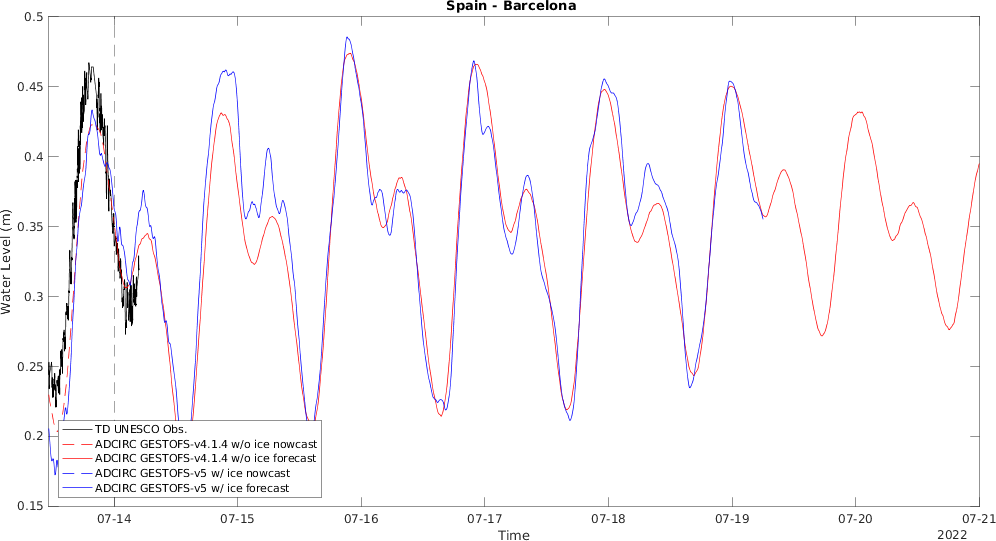 Spain - Barcelona
0.5
0.45
0.4
0.35
0.3
0.25
0.2
0.15
Water Level (m)
TD UNESCO Obs.
ADCIRC GESTOFS-v4.1.4 w/o ice nowcast
ADCIRC GESTOFS-v4.1.4 w/o ice forecast
ADCIRC GESTOFS-v5 w/ ice nowcast
ADCIRC GESTOFS-v5 w/ ice forecast
07-14 07-15 07-16 07-17 07-18 07-19 07-20 07-21
Time
2022